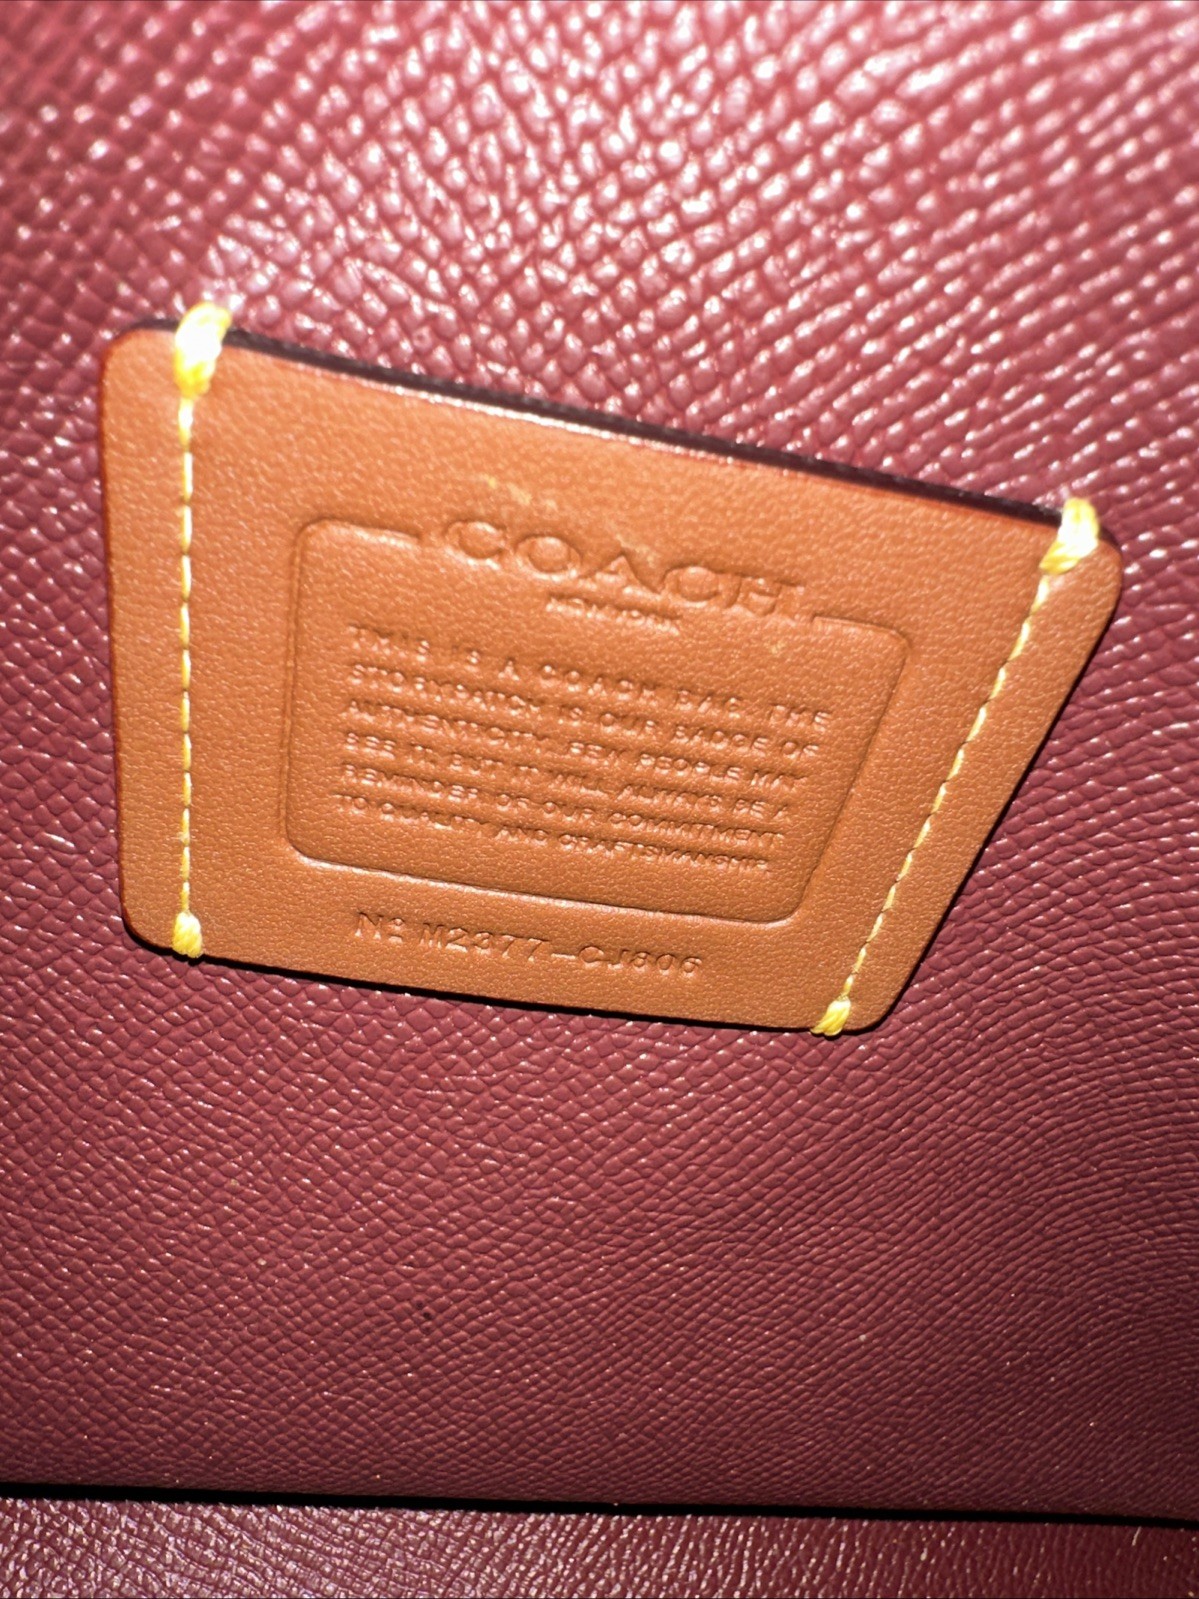 COACH
NEW YORK
THIS IS A COACH BAG. THE
STORYPATCH IS OUR BADGE OF
AUTHENTICITY. FEW PEOPLE MAY
SEE IT, BUT IT WILL ALWAYS BE A
REMINDER OF OUR COMMITMENT
TO QUALITY AND CRAFTSMANSHIP.
Nº M2377-CJ806